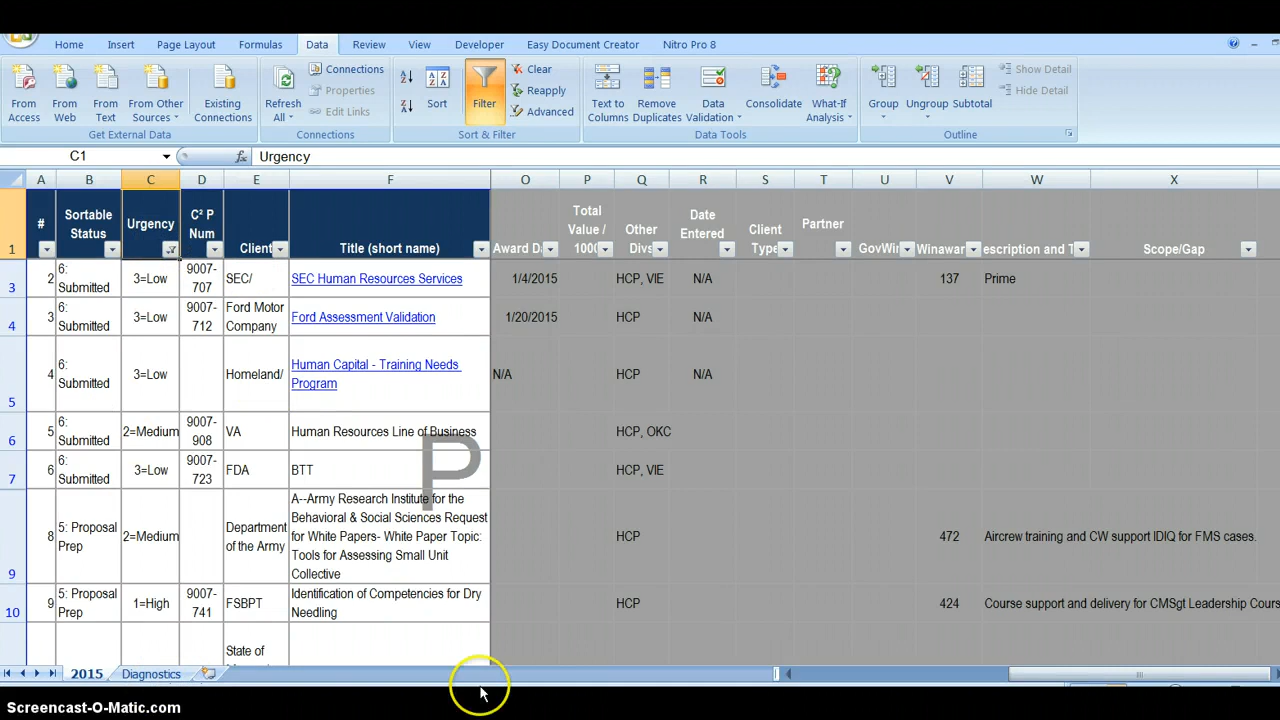 Home Insert Page Layout Formulas Data Review View Developer Easy Document Creator Nitro Pro 8
From Access
From Web
From Text
From Other Sources
Existing Connections
Get External Data
Refresh All
Connections
Properties
Edit Links
Connections
Sort
Filter
Clear
Reapply
Advanced
Sort & Filter
Text to Columns
Remove Duplicates
Data Validation
Consolidate
What-If Analysis
Data Tools
Group
Ungroup
Subtotal
Show Detail
Hide Detail
Outline
C1 fx Urgency
A B C D E F O P Q R S T U V W X
1 # Sortable Status Urgency C² P Num Client Title (short name) Award Da Total Value / 1000 Other Divs Date Entered Client Type Partner GovWin Winawar escription and T Scope/Gap
3 2 6: Submitted 3=Low 9007-707 SEC/ SEC Human Resources Services 1/4/2015 HCP, VIE N/A 137 Prime
4 3 6: Submitted 3=Low 9007-712 Ford Motor Company Ford Assessment Validation 1/20/2015 HCP N/A
5 4 6: Submitted 3=Low Homeland/ Human Capital - Training Needs Program N/A HCP N/A
6 5 6: Submitted 2=Medium 9007-908 VA Human Resources Line of Business HCP, OKC
7 6 6: Submitted 3=Low 9007-723 FDA BTT HCP, VIE
9 8 5: Proposal Prep 2=Medium Department of the Army A--Army Research Institute for the Behavioral & Social Sciences Request for White Papers- White Paper Topic: Tools for Assessing Small Unit Collective HCP 472 Aircrew training and CW support IDIQ for FMS cases.
10 9 5: Proposal Prep 1=High 9007-741 FSBPT Identification of Competencies for Dry Needling HCP 424 Course support and delivery for CMSgt Leadership Cours
State of
P
2015 Diagnostics
Screencast-O-Matic.com